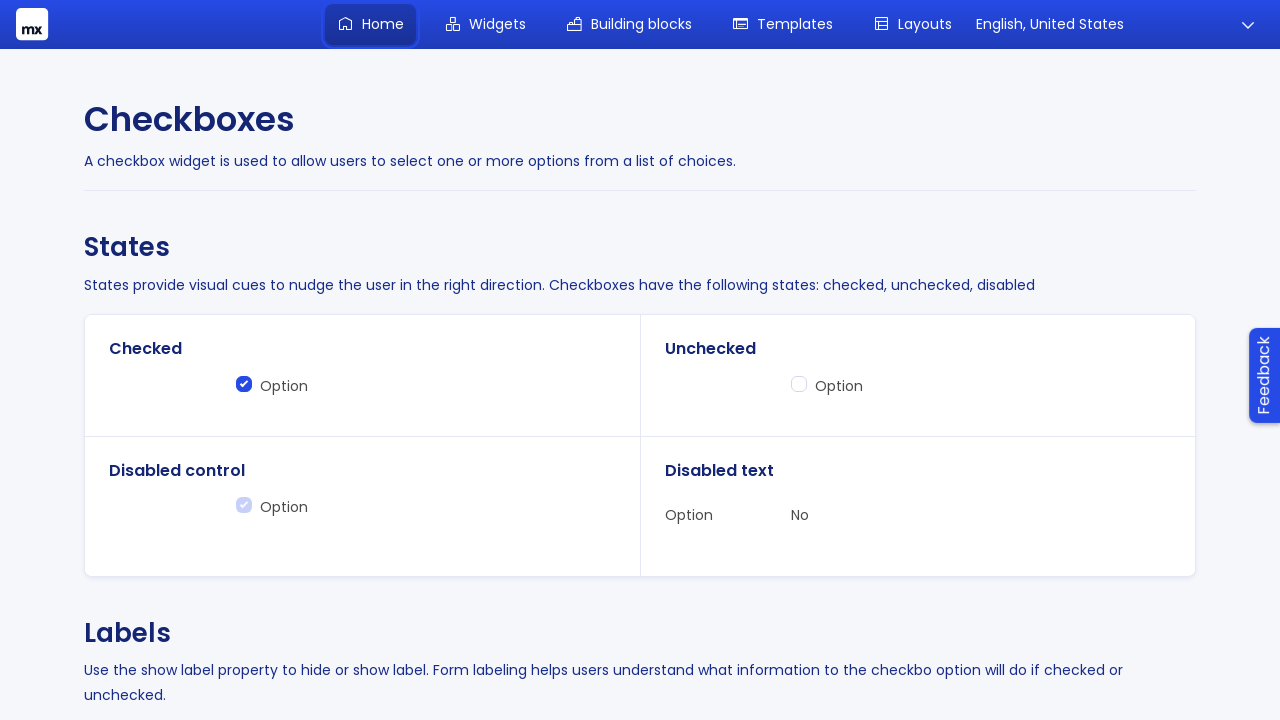 mx
Home
Widgets
Building blocks
Templates
Layouts
English, United States
Checkboxes
A checkbox widget is used to allow users to select one or more options from a list of choices.
States
States provide visual cues to nudge the user in the right direction. Checkboxes have the following states: checked, unchecked, disabled
Checked
Option
Unchecked
Option
Disabled control
Option
Disabled text
Option
No
Feedback
Labels
Use the show label property to hide or show label. Form labeling helps users understand what information to the checkbo option will do if checked or
unchecked.